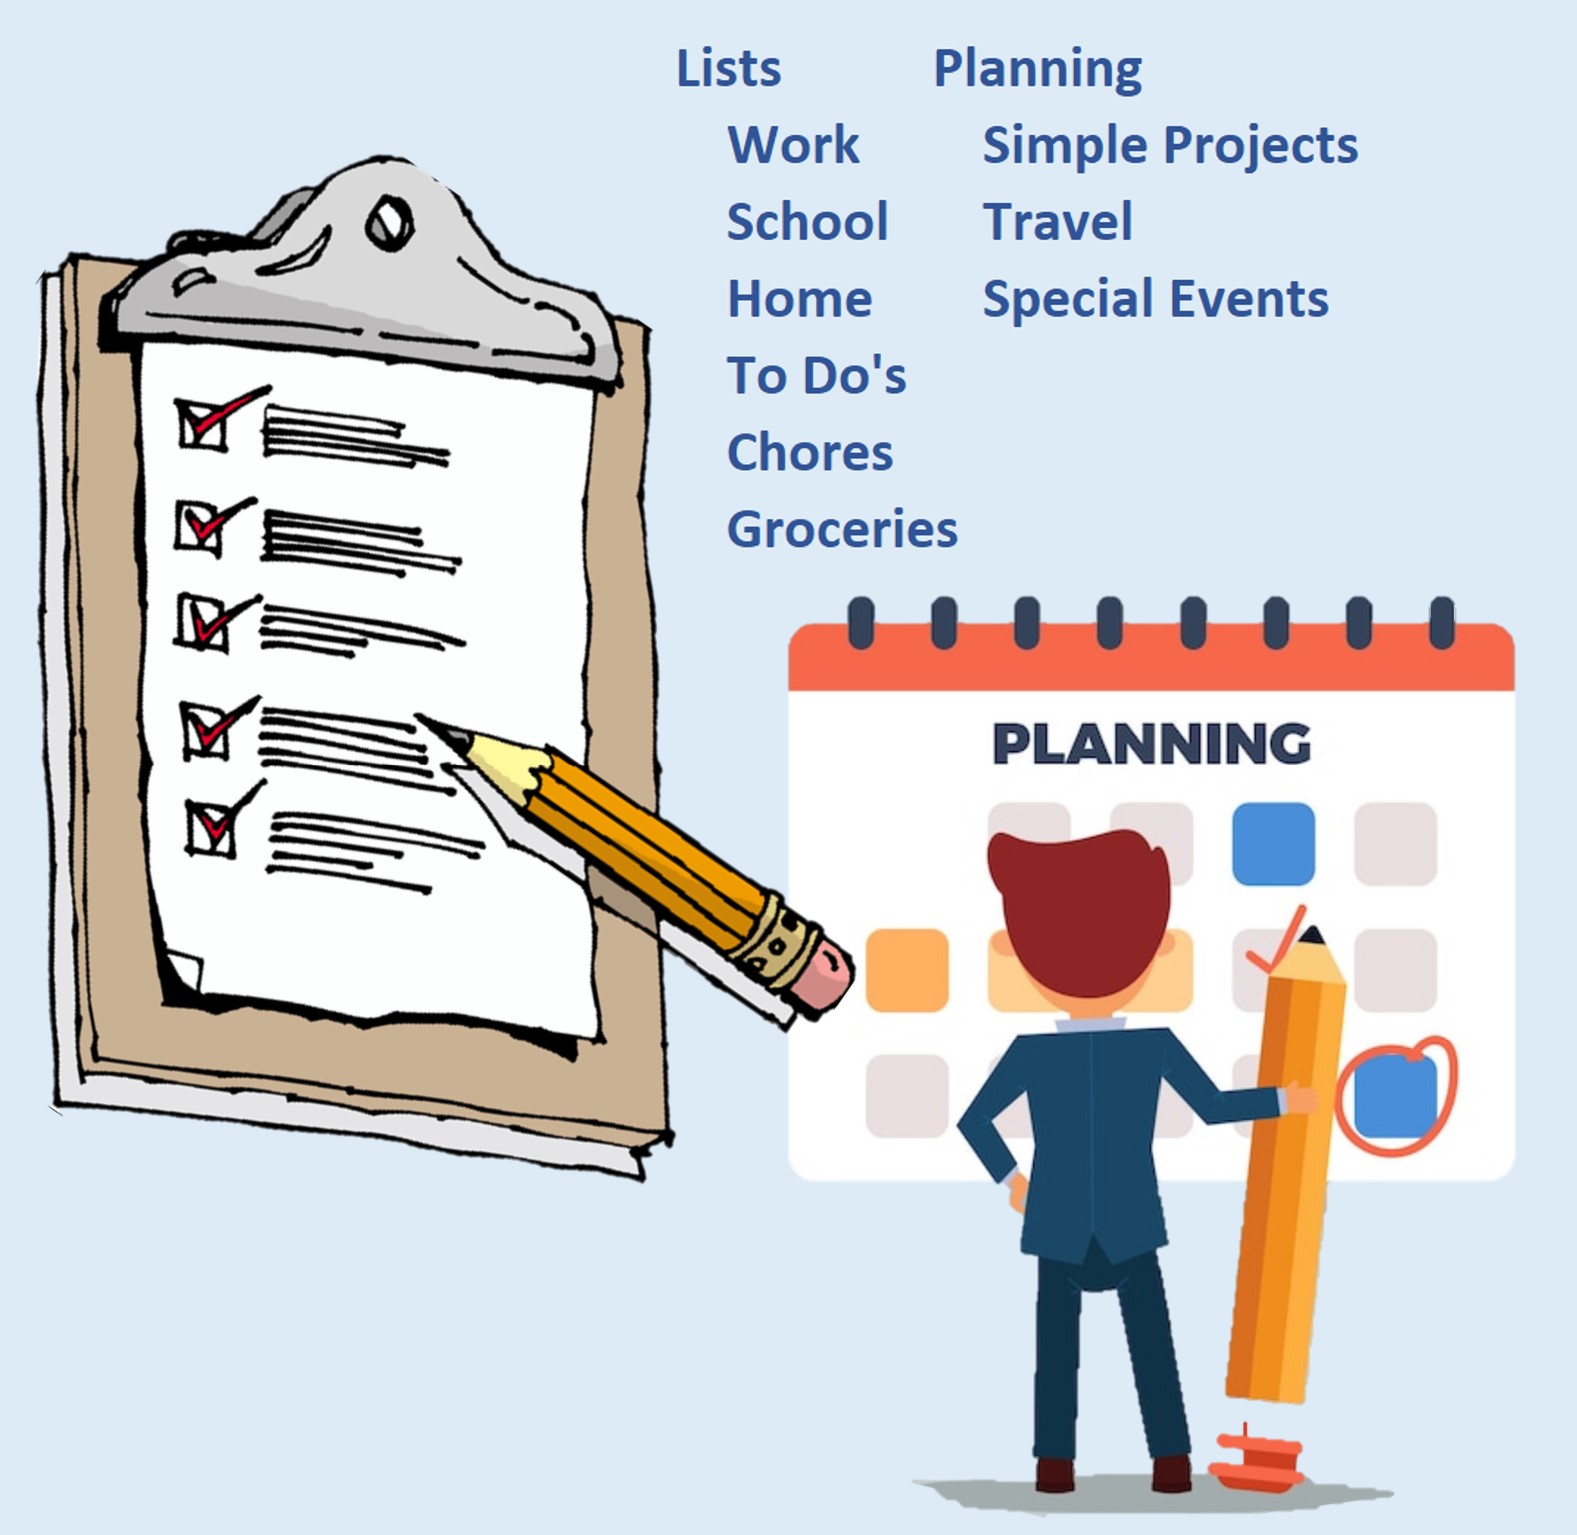 Lists
Work
School
Home
To Do's
Chores
Groceries
Planning
Simple Projects
Travel
Special Events
PLANNING